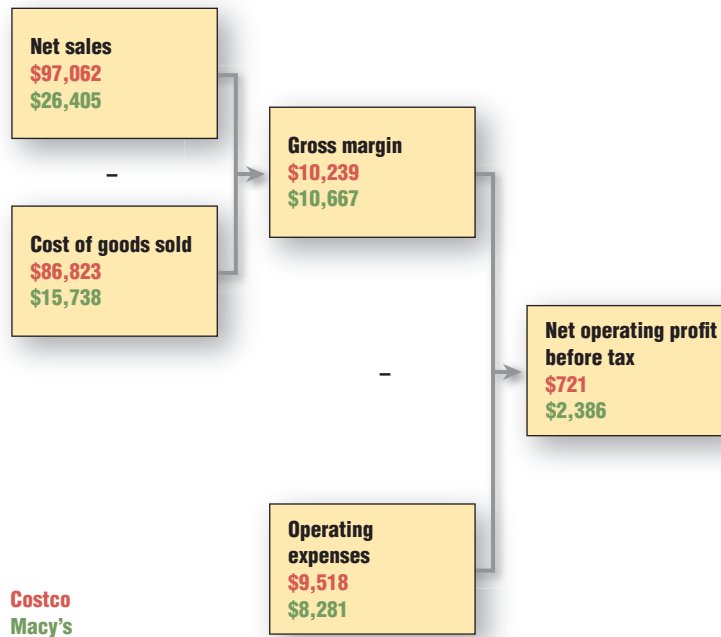 Net sales
$97,062
$26,405
–
Cost of goods sold
$86,823
$15,738
Gross margin
$10,239
$10,667
–
Operating
expenses
$9,518
$8,281
Net operating profit
before tax
$721
$2,386
Costco
Macy's